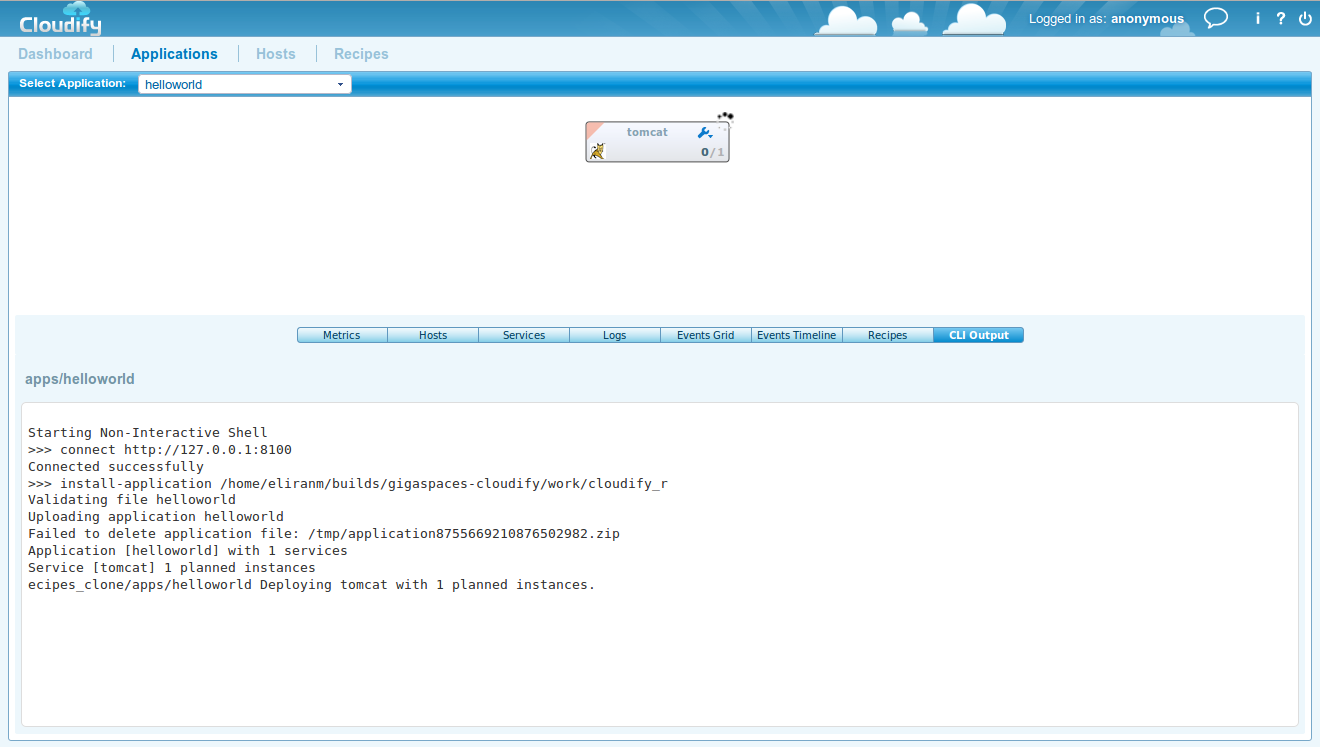 Cloudify
Logged in as: anonymous
i ?
Dashboard Applications Hosts Recipes
Select Application: helloworld
tomcat
0/1
Metrics Hosts Services Logs Events Grid Events Timeline Recipes CLI Output
apps/helloworld
Starting Non-Interactive Shell
>>> connect http://127.0.0.1:8100
Connected successfully
>>> install-application /home/eliranm/builds/gigaspaces-cloudify/work/cloudify_r
Validating file helloworld
Uploading application helloworld
Failed to delete application file: /tmp/application8755669210876502982.zip
Application [helloworld] with 1 services
Service [tomcat] 1 planned instances
ecipes_clone/apps/helloworld Deploying tomcat with 1 planned instances.